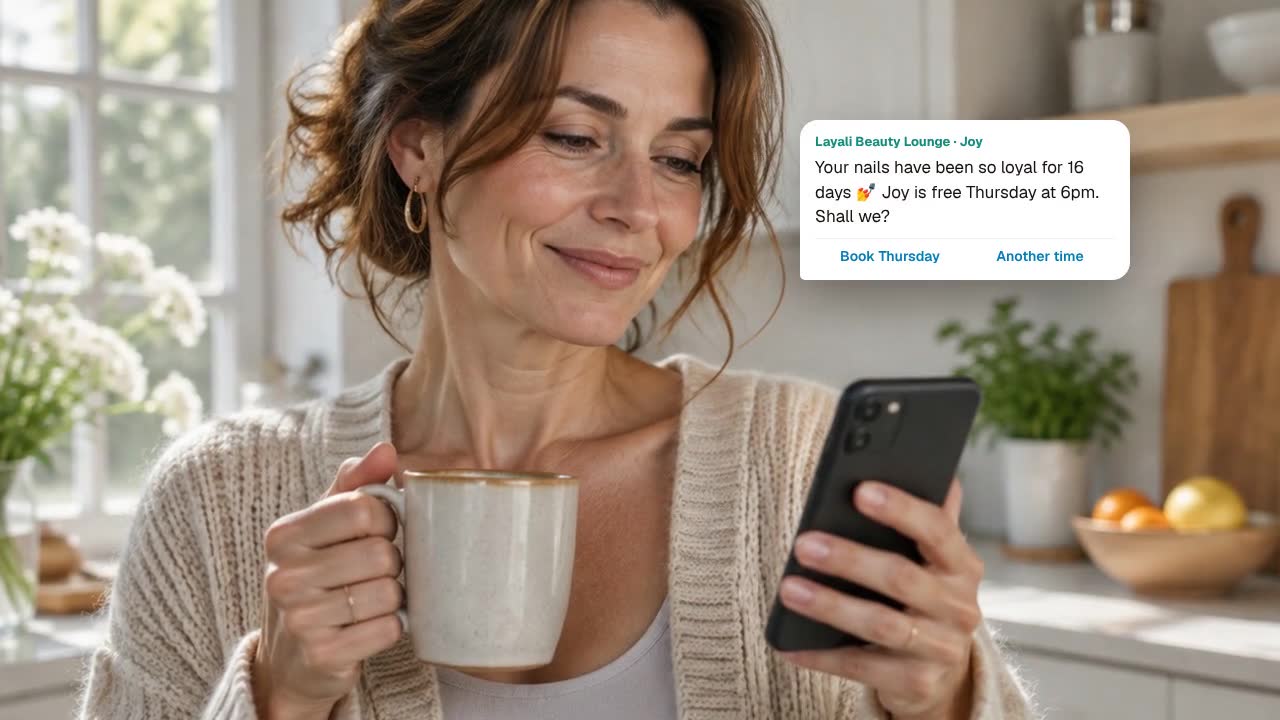 Layali Beauty Lounge · Joy
Your nails have been so loyal for 16
days 💅 Joy is free Thursday at 6pm.
Shall we?
Book Thursday
Another time